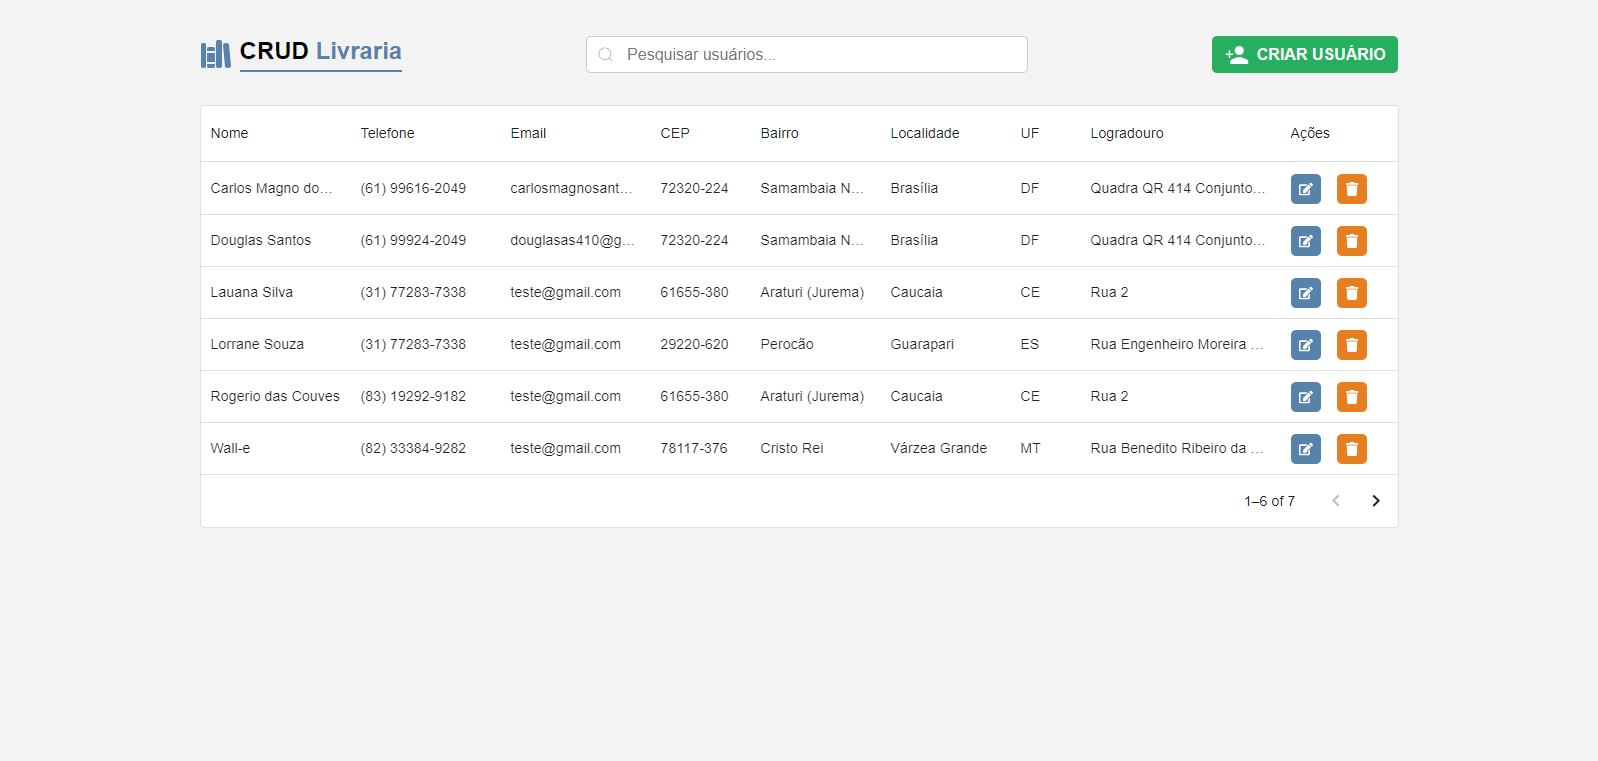 CRUD Livraria
Pesquisar usuários...
CRIAR USUÁRIO
Nome Telefone Email CEP Bairro Localidade UF Logradouro Ações
Carlos Magno do... (61) 99616-2049 carlosmagnosant... 72320-224 Samambaia N... Brasília DF Quadra QR 414 Conjunto...
Douglas Santos (61) 99924-2049 douglasas410@g... 72320-224 Samambaia N... Brasília DF Quadra QR 414 Conjunto...
Lauana Silva (31) 77283-7338 teste@gmail.com 61655-380 Araturi (Jurema) Caucaia CE Rua 2
Lorrane Souza (31) 77283-7338 teste@gmail.com 29220-620 Perocão Guarapari ES Rua Engenheiro Moreira ...
Rogerio das Couves (83) 19292-9182 teste@gmail.com 61655-380 Araturi (Jurema) Caucaia CE Rua 2
Wall-e (82) 33384-9282 teste@gmail.com 78117-376 Cristo Rei Várzea Grande MT Rua Benedito Ribeiro da ...
1–6 of 7